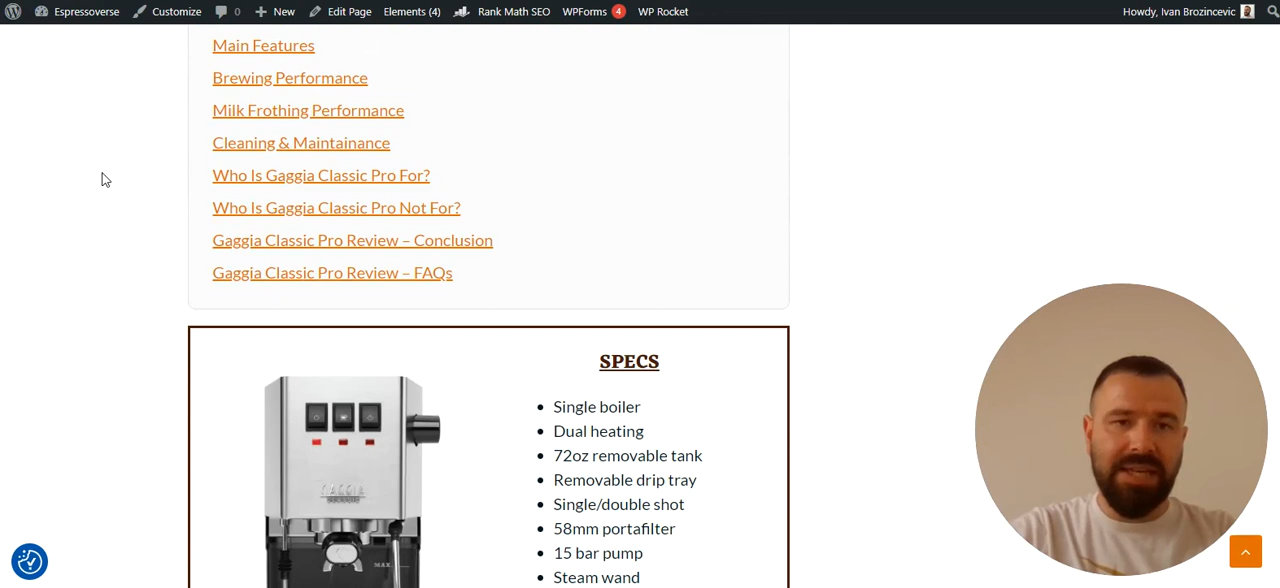 Espressoverse Customize 0 New Edit Page Elements (4) Rank Math SEO WPForms 4 WP Rocket Howdy, Ivan Brozincevic
Main Features
Brewing Performance
Milk Frothing Performance
Cleaning & Maintainance
Who Is Gaggia Classic Pro For?
Who Is Gaggia Classic Pro Not For?
Gaggia Classic Pro Review – Conclusion
Gaggia Classic Pro Review – FAQs
SPECS
Single boiler
Dual heating
72oz removable tank
Removable drip tray
Single/double shot
58mm portafilter
15 bar pump
Steam wand
GAGGIA
MAX